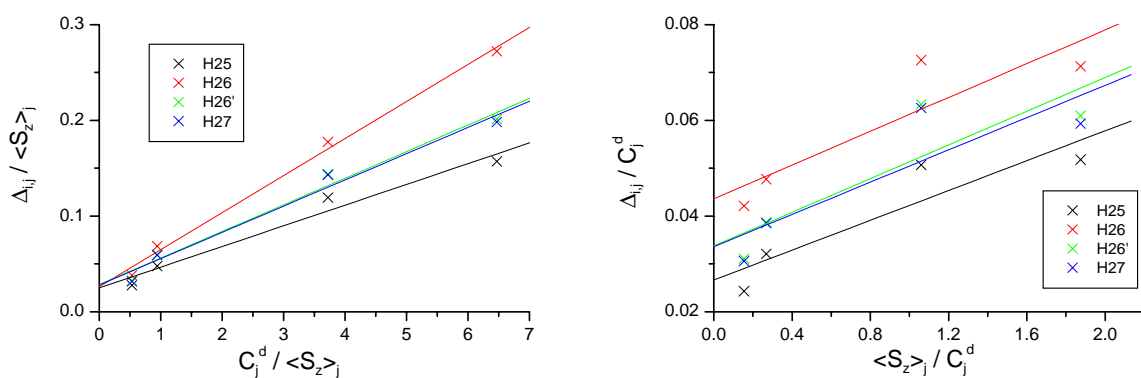 0.3
0.2
0.1
0.0
Δi,j / <Sz>j
H25
H26
H26'
H27
0 1 2 3 4 5 6 7
Cjd / <Sz>j
0.08
0.06
0.04
0.02
Δi,j / Cjd
H25
H26
H26'
H27
0.0 0.4 0.8 1.2 1.6 2.0
<Sz>j / Cjd